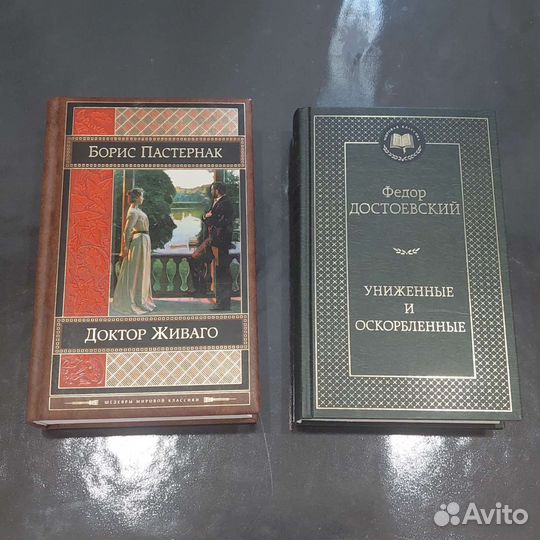 Борис Пастернак
Доктор Живаго
ШЕДЕВРЫ МИРОВОЙ КЛАССИКИ
Федор
ДОСТОЕВСКИЙ
УНИЖЕННЫЕ
И
ОСКОРБЛЕННЫЕ
Avito